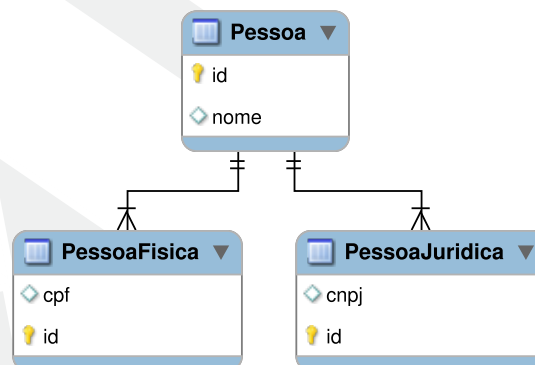 Pessoa
id
nome
PessoaFisica
cpf
id
PessoaJuridica
cnpj
id